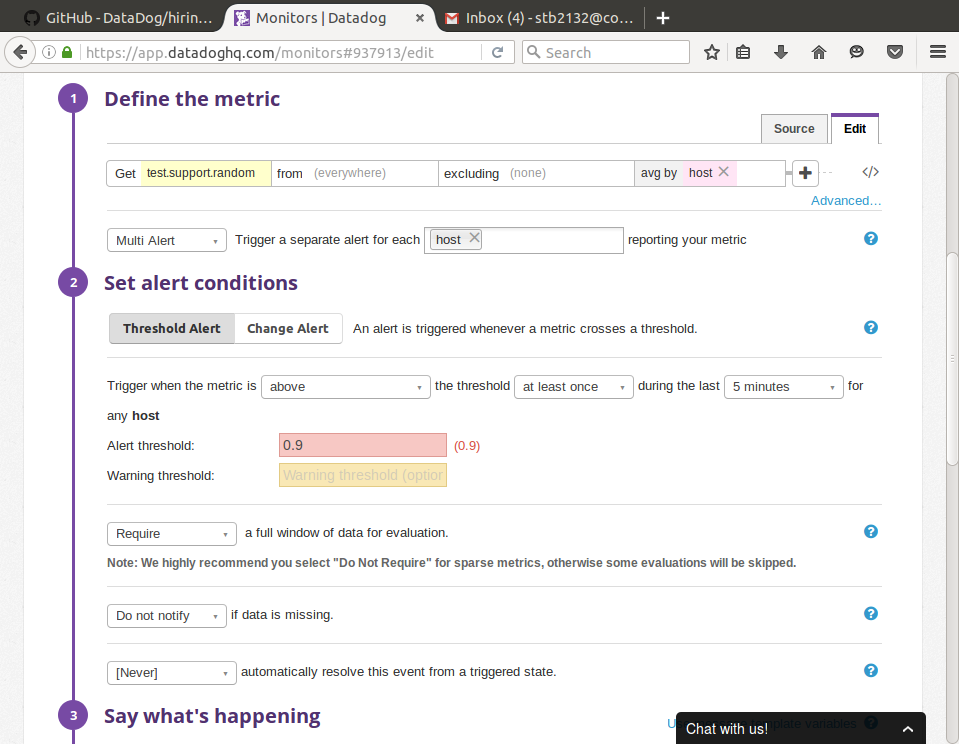 GitHub - DataDog/hirin... Monitors | Datadog × Inbox (4) - stb2132@co... +
https://app.datadoghq.com/monitors#937913/edit Search
1 Define the metric
Source Edit
Get test.support.random from (everywhere) excluding (none) avg by host × + </>
Advanced...
Multi Alert Trigger a separate alert for each host × reporting your metric ?
2 Set alert conditions
Threshold Alert Change Alert An alert is triggered whenever a metric crosses a threshold. ?
Trigger when the metric is above the threshold at least once during the last 5 minutes for
any host
Alert threshold: 0.9 (0.9)
Warning threshold: Warning threshold (option
Require a full window of data for evaluation. ?
Note: We highly recommend you select "Do Not Require" for sparse metrics, otherwise some evaluations will be skipped.
Do not notify if data is missing. ?
[Never] automatically resolve this event from a triggered state. ?
3 Say what's happening
Chat with us!